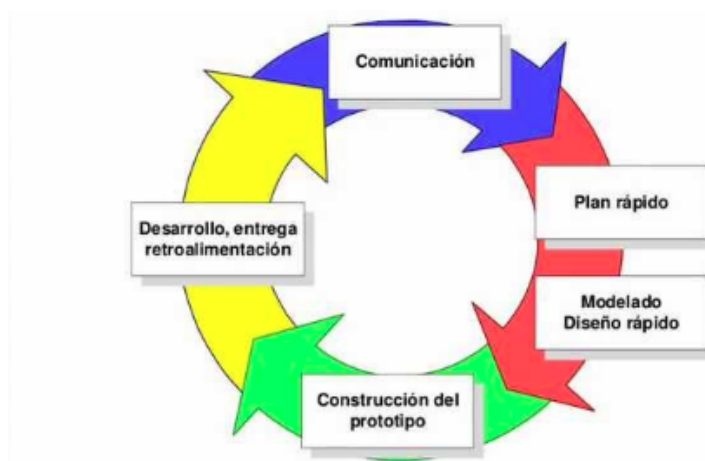 Comunicación
Plan rápido
Modelado
Diseño rápido
Construcción del
prototipo
Desarrollo, entrega
retroalimentación